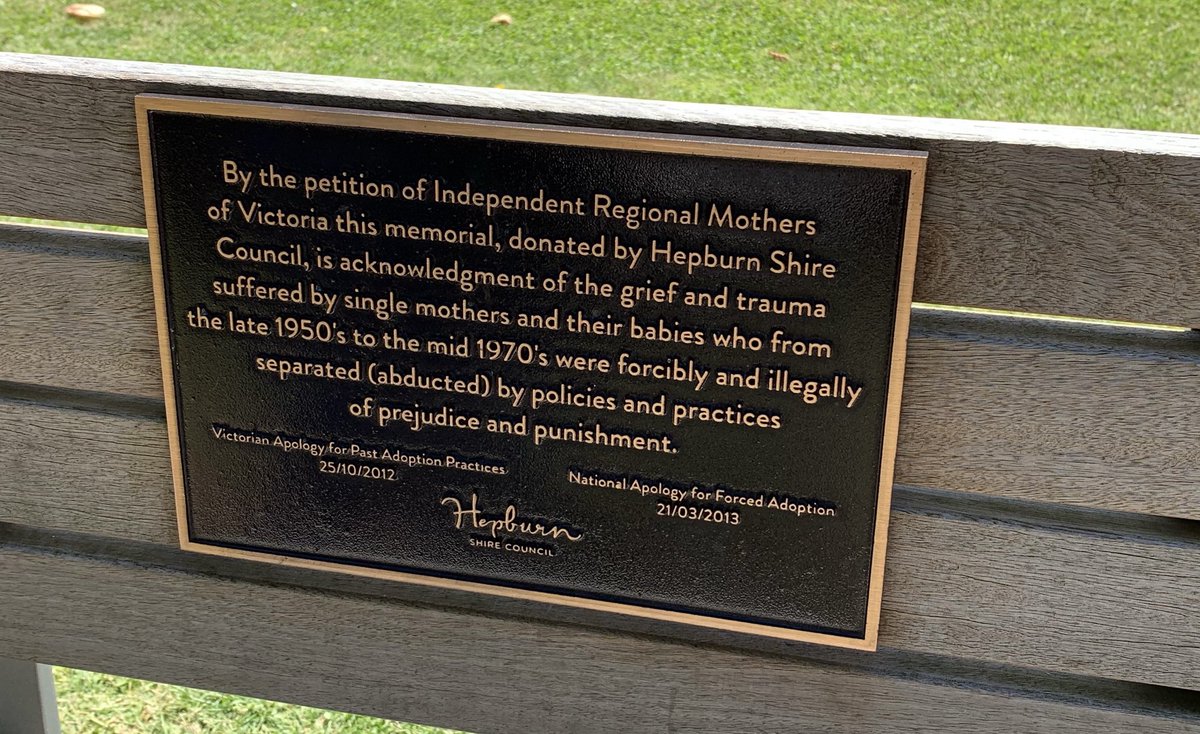 By the petition of Independent Regional Mothers
of Victoria this memorial, donated by Hepburn Shire
Council, is acknowledgment of the grief and trauma
suffered by single mothers and their babies who from
the late 1950's to the mid 1970's were forcibly and illegally
separated (abducted) by policies and practices
of prejudice and punishment.
Victorian Apology for Past Adoption Practices
25/10/2012
National Apology for Forced Adoption
21/03/2013
Hepburn
SHIRE COUNCIL